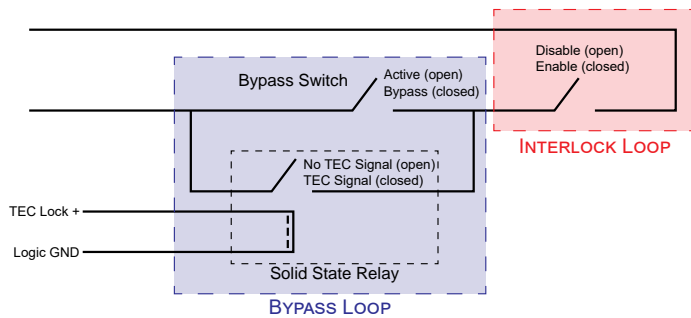 Disable (open)
Enable (closed)
Bypass Switch
Active (open)
Bypass (closed)
INTERLOCK LOOP
No TEC Signal (open)
TEC Signal (closed)
TEC Lock +
Logic GND
Solid State Relay
BYPASS LOOP